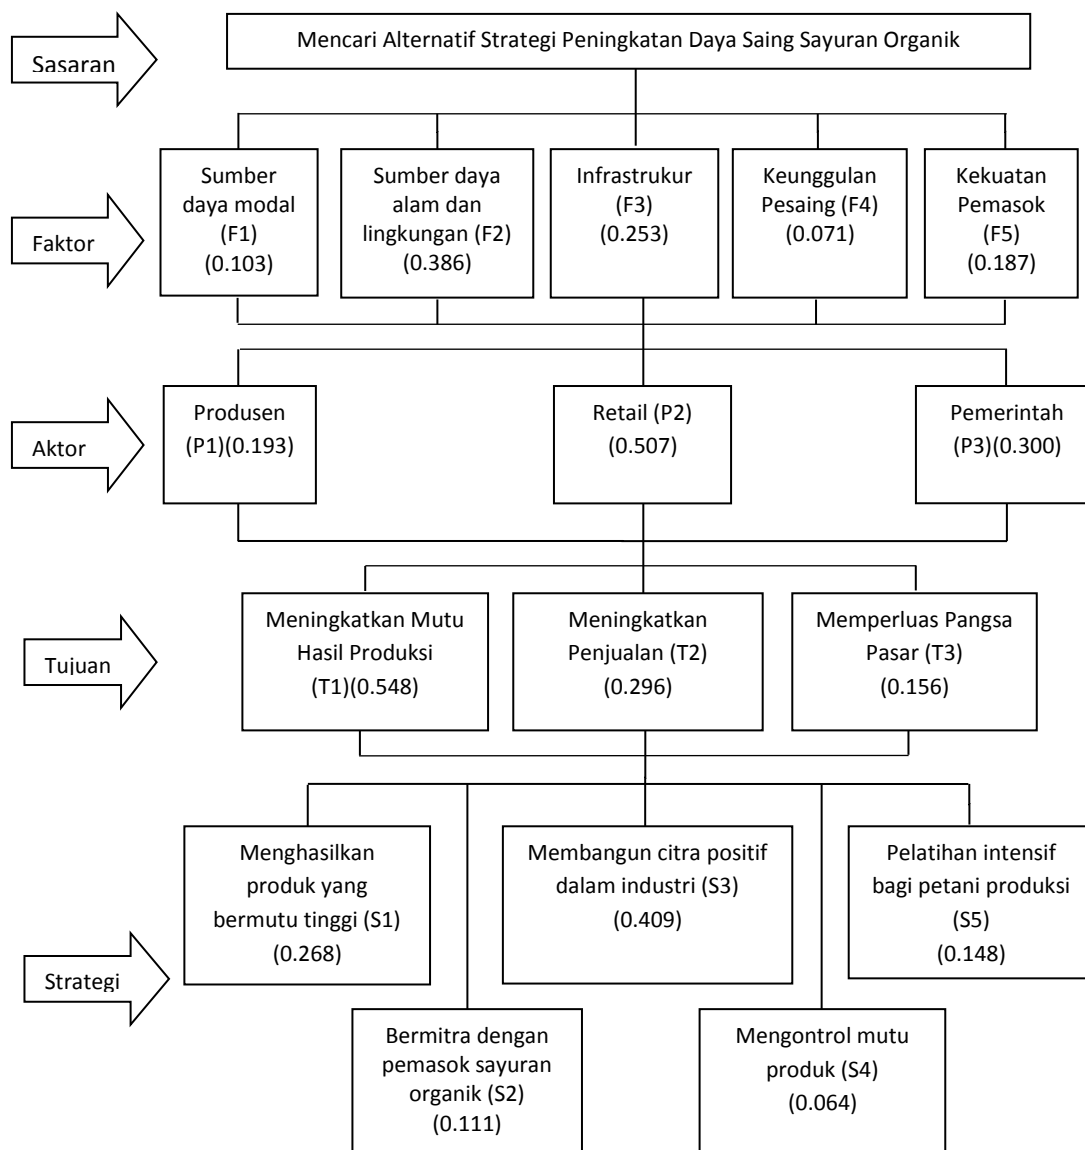 Sasaran
Mencari Alternatif Strategi Peningkatan Daya Saing Sayuran Organik
Faktor
Sumber
daya modal
(F1)
(0.103)
Sumber daya
alam dan
lingkungan (F2)
(0.386)
Infrastrukur
(F3)
(0.253)
Keunggulan
Pesaing (F4)
(0.071)
Kekuatan
Pemasok
(F5)
(0.187)
Aktor
Produsen
(P1)(0.193)
Retail (P2)
(0.507)
Pemerintah
(P3)(0.300)
Tujuan
Meningkatkan Mutu
Hasil Produksi
(T1)(0.548)
Meningkatkan
Penjualan (T2)
(0.296)
Memperluas Pangsa
Pasar (T3)
(0.156)
Strategi
Menghasilkan
produk yang
bermutu tinggi (S1)
(0.268)
Membangun citra positif
dalam industri (S3)
(0.409)
Pelatihan intensif
bagi petani produksi
(S5)
(0.148)
Bermitra dengan
pemasok sayuran
organik (S2)
(0.111)
Mengontrol mutu
produk (S4)
(0.064)